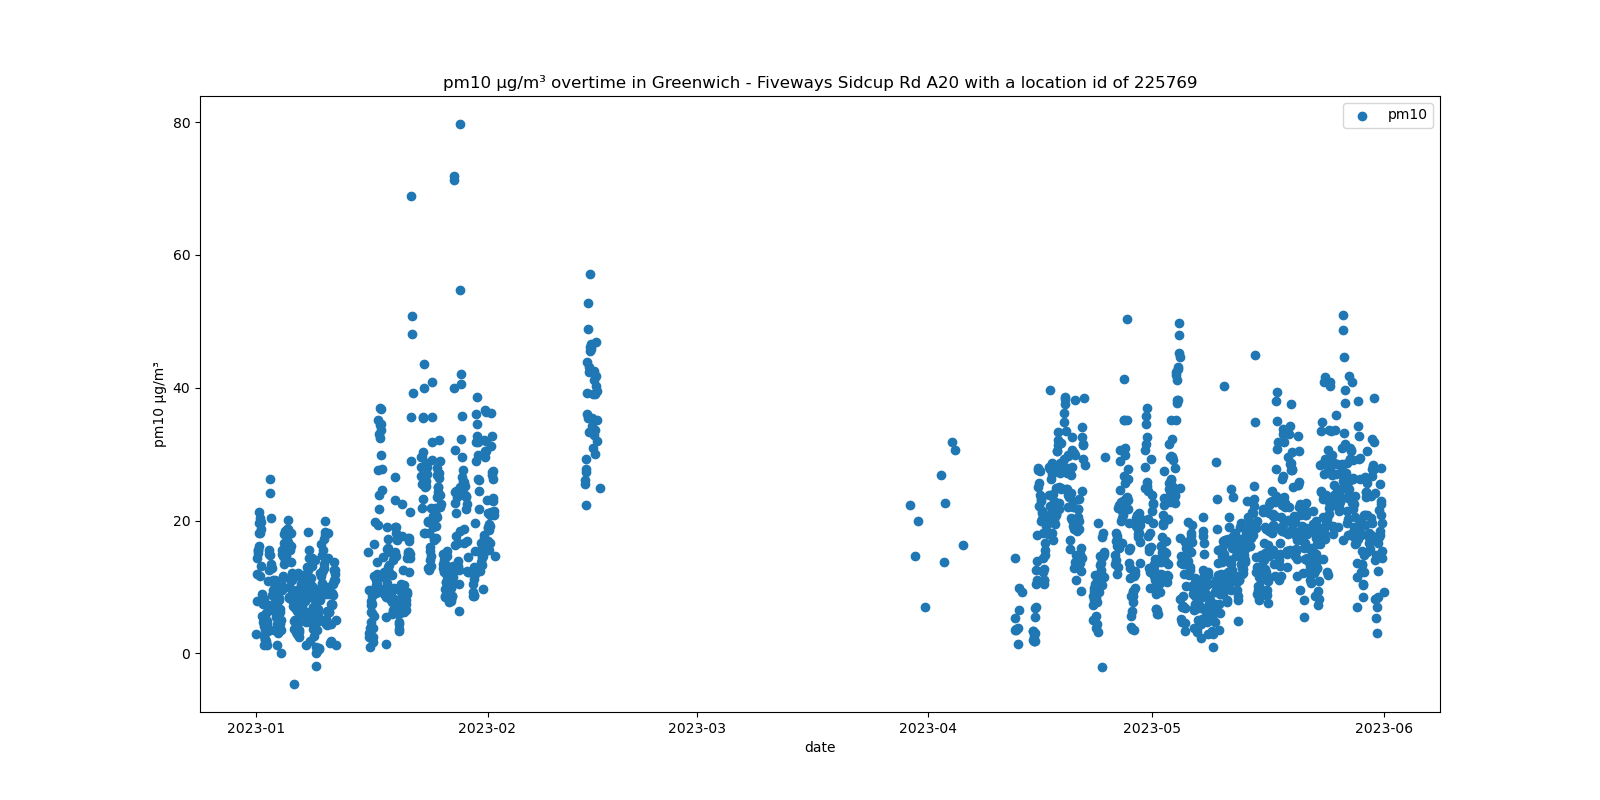 pm10 µg/m³ overtime in Greenwich - Fiveways Sidcup Rd A20 with a location id of 225769
pm10
80
60
40
20
0
pm10 µg/m³
2023-01
2023-02
2023-03
2023-04
2023-05
2023-06
date